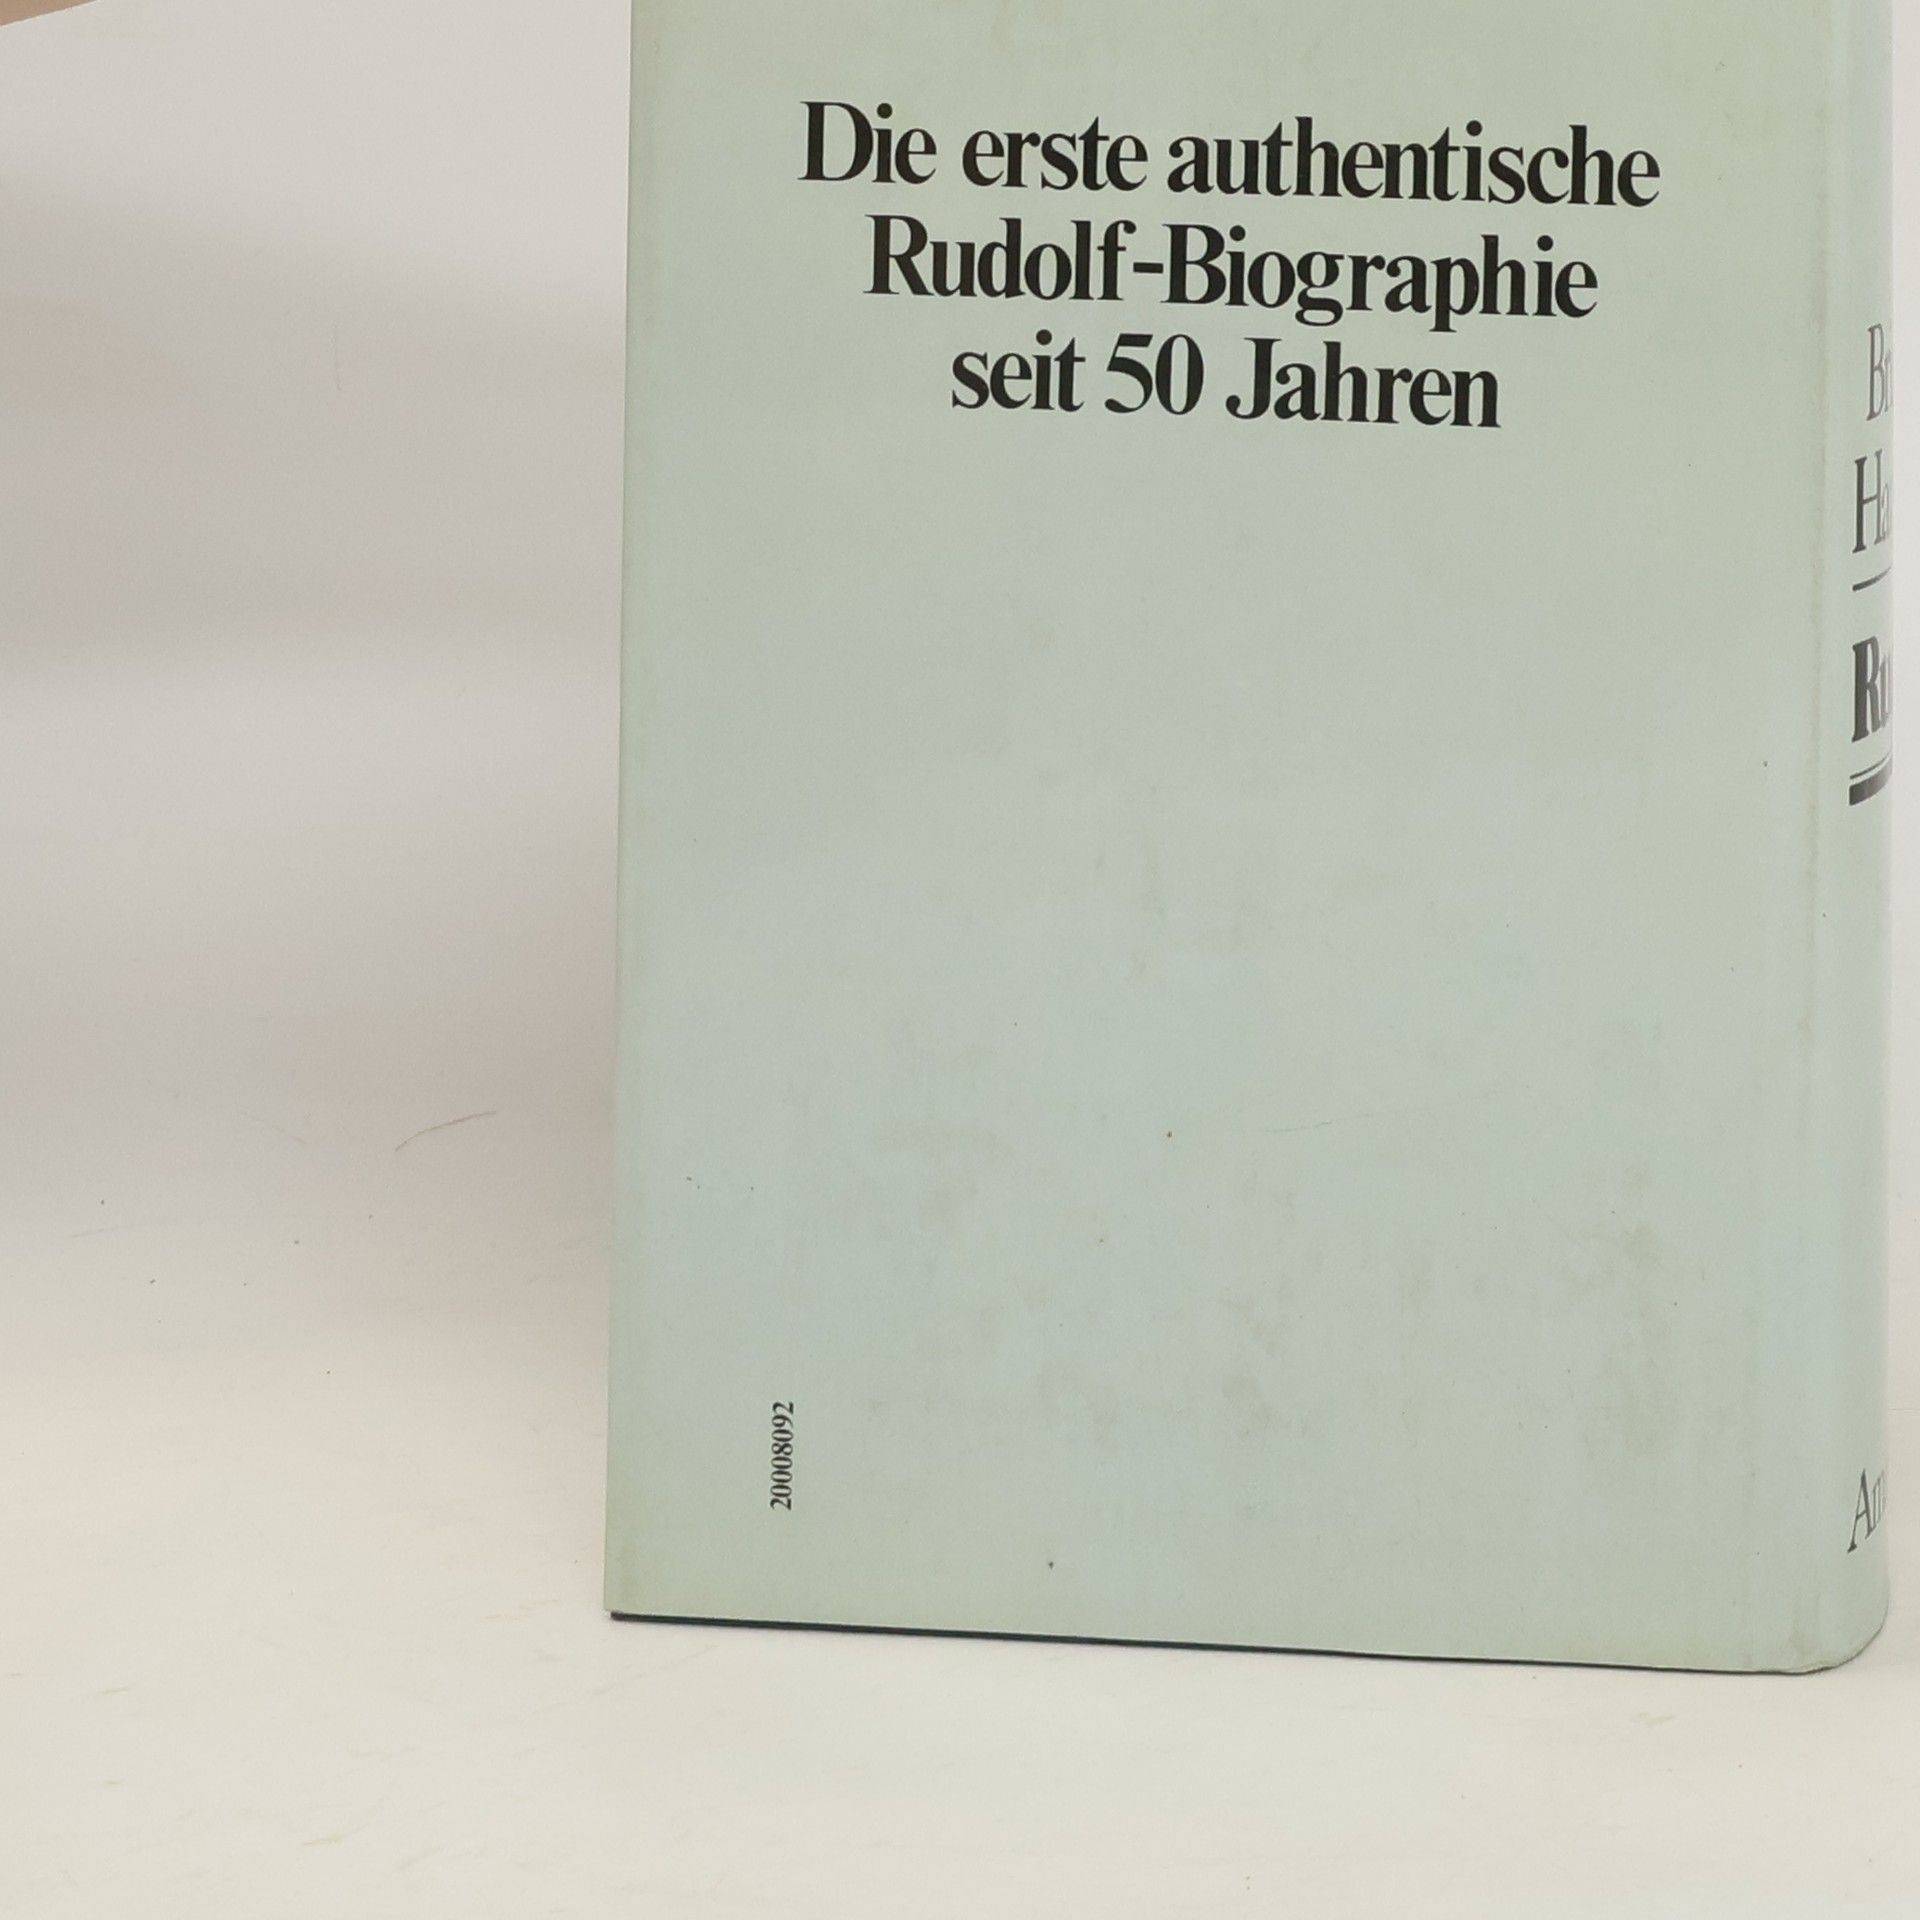 Die erste authentische
Rudolf-Biographie
seit 50 Jahren
20008092